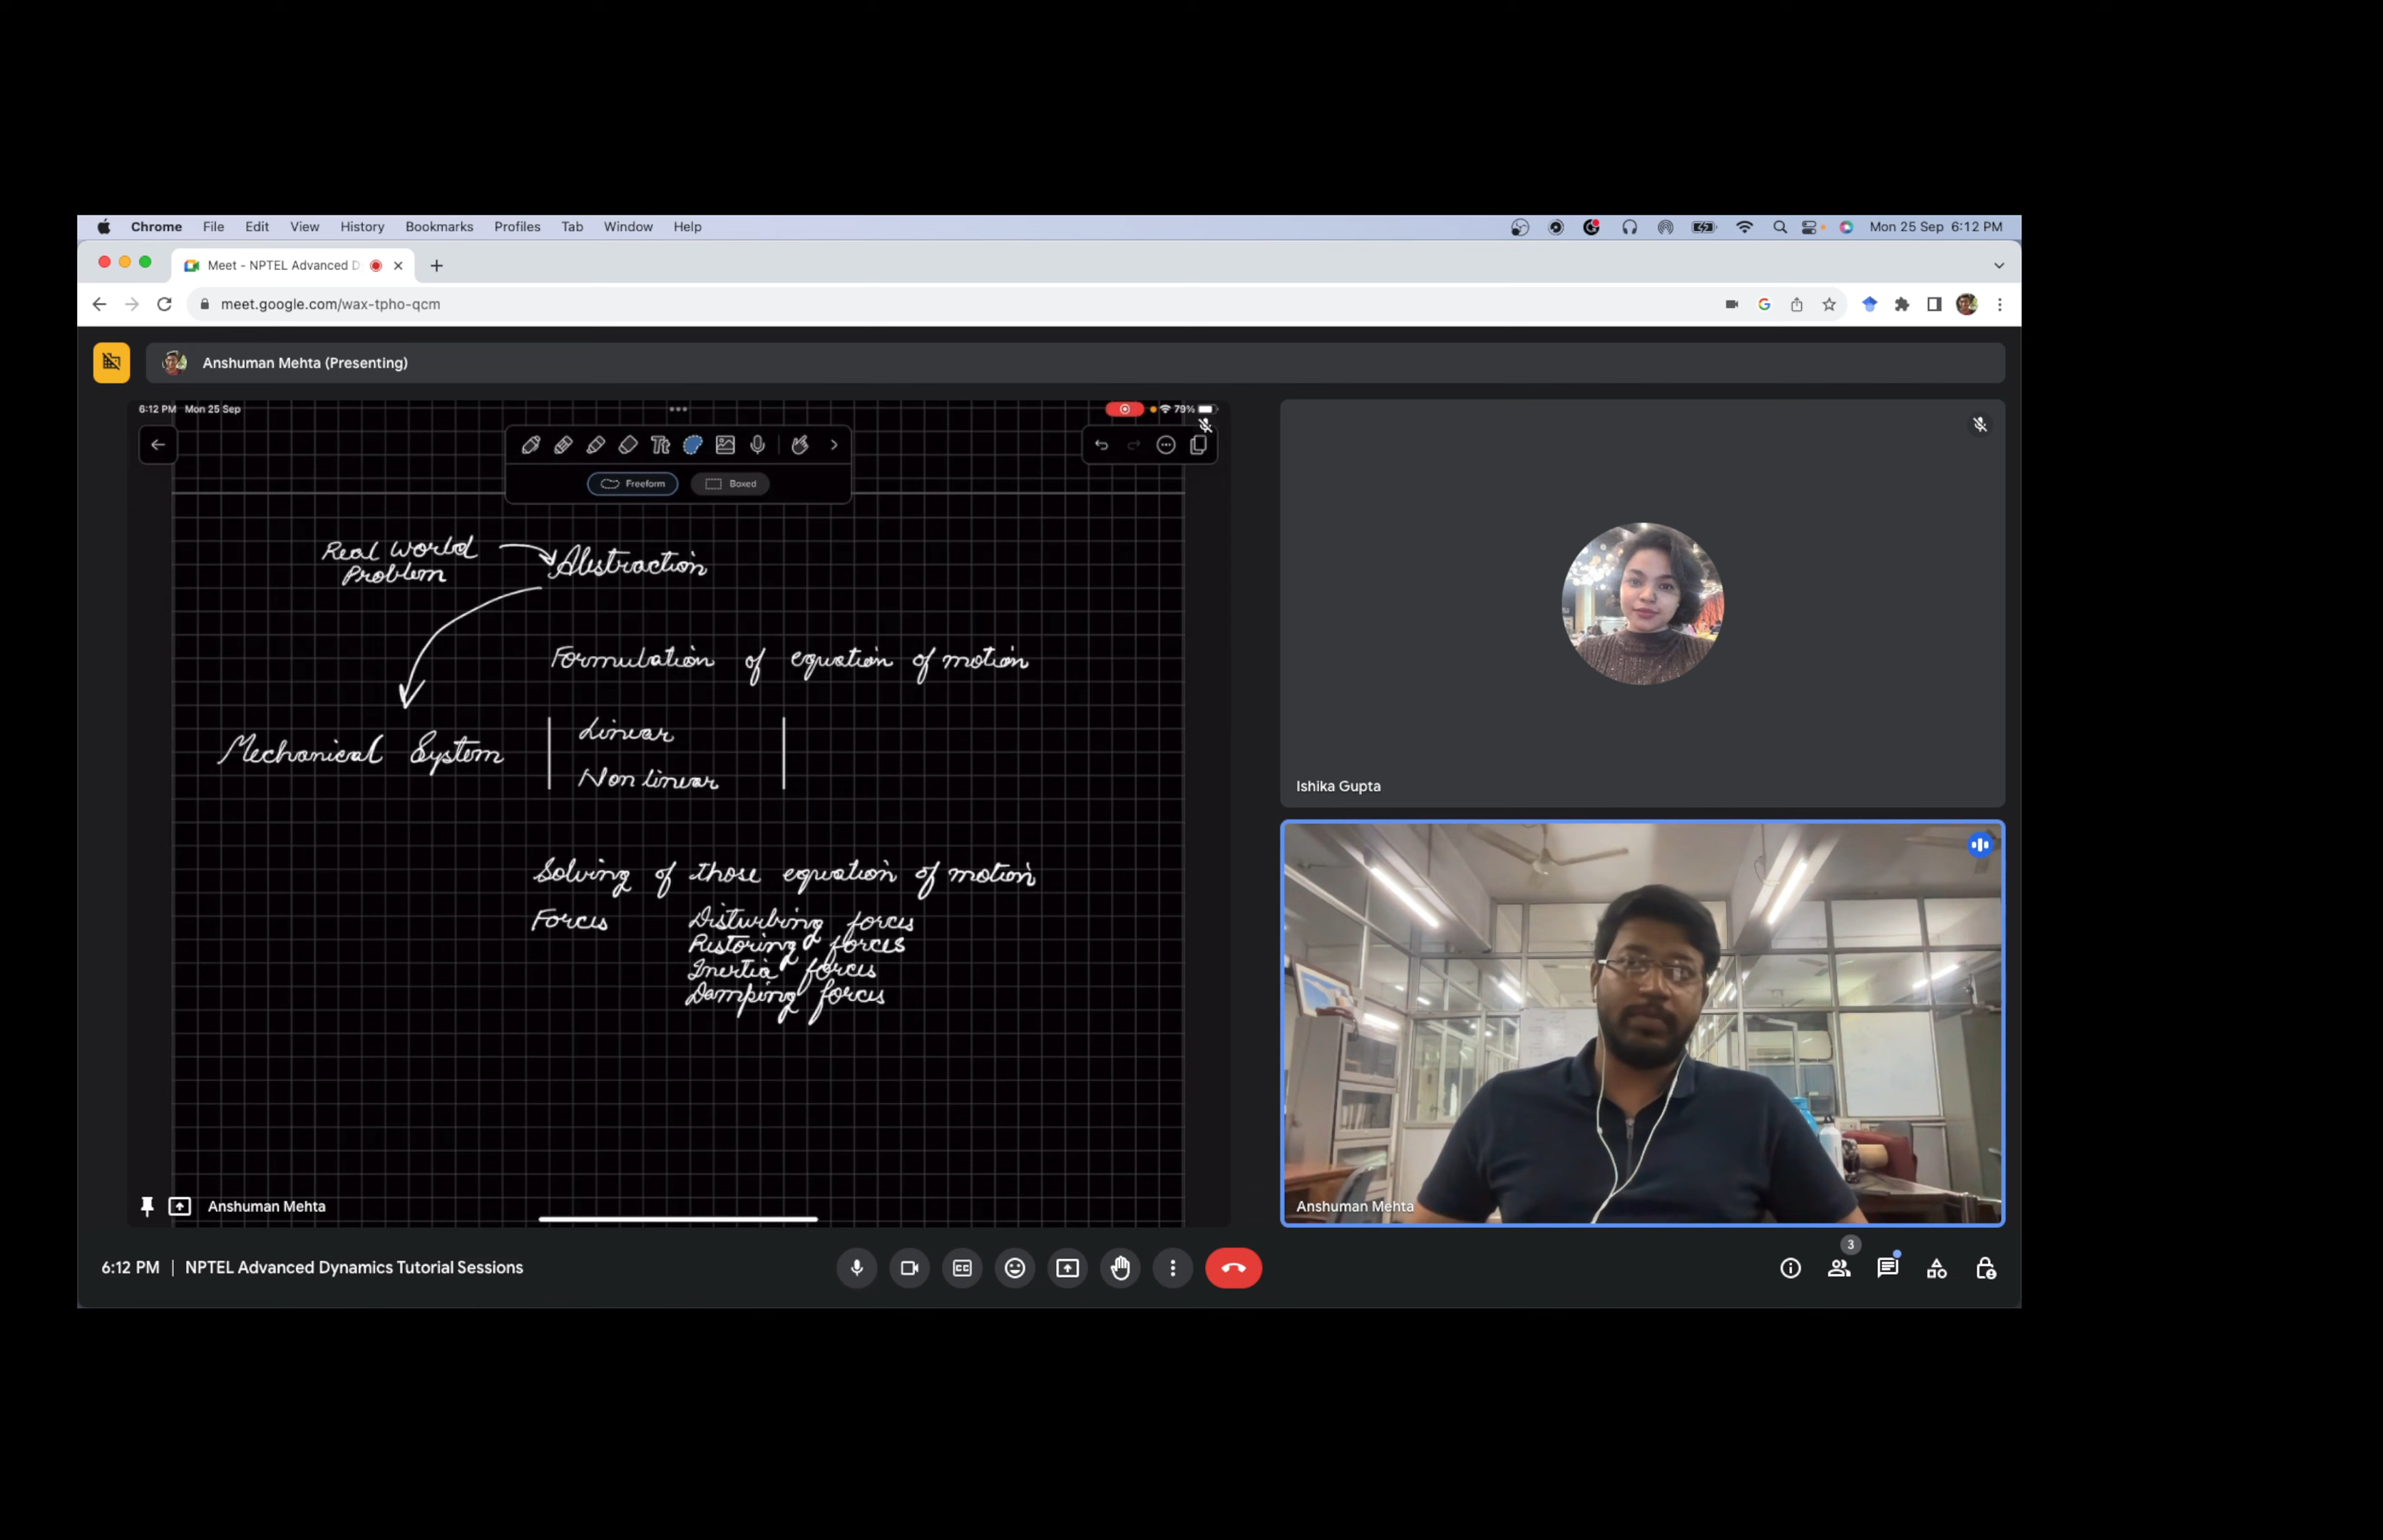 Chrome File Edit View History Bookmarks Profiles Tab Window Help Mon 25 Sep 6:12 PM
Meet - NPTEL Advanced D
meet.google.com/wax-tpho-qcm
Anshuman Mehta (Presenting)
6:12 PM Mon 25 Sep 79%
Tt
Freeform Boxed
Real World Abstraction
Problem
Formulation of equation of motion
Mechanical System
Linear
Non linear
Solving of those equation of motion
Forces Disturbing forces
Restoring forces
Inertia forces
Damping forces
Anshuman Mehta
Ishika Gupta
Anshuman Mehta
6:12 PM | NPTEL Advanced Dynamics Tutorial Sessions
CC
3